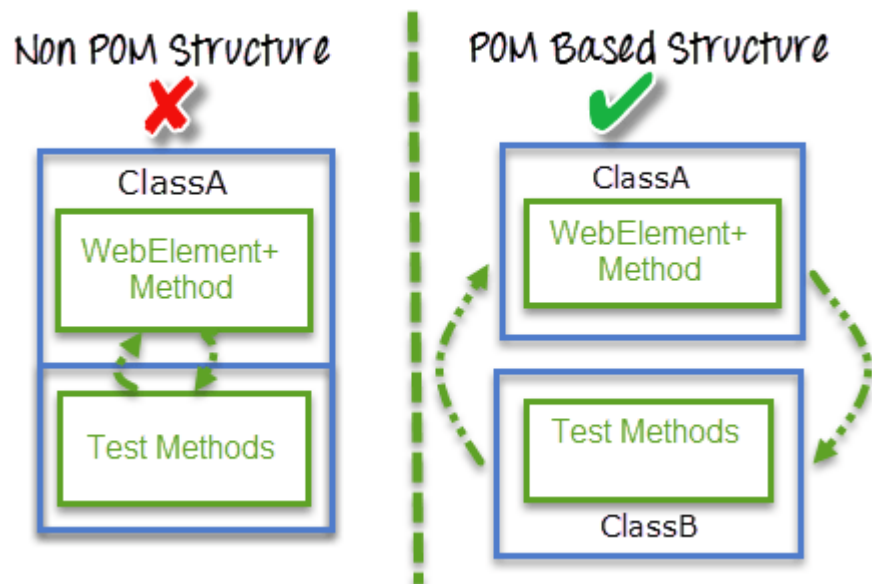 Non POM Structure
ClassA
WebElement+
Method
Test Methods
POM Based Structure
ClassA
WebElement+
Method
Test Methods
ClassB